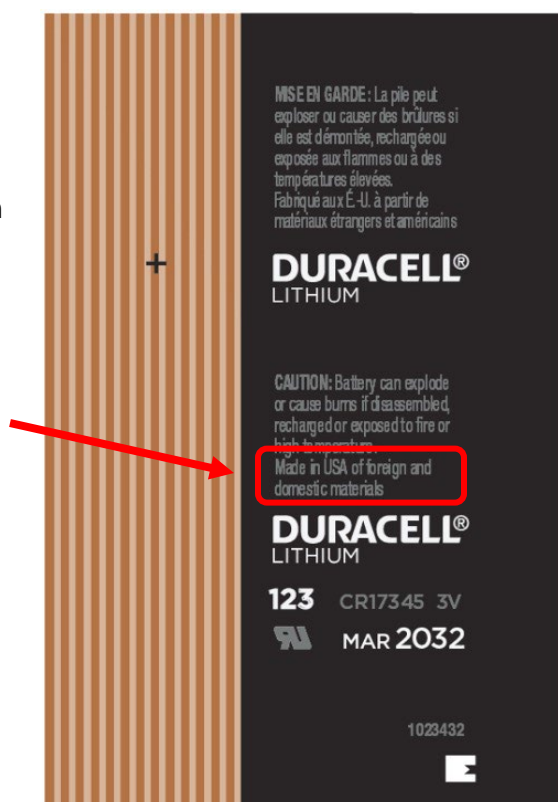 MISE EN GARDE: La pile peut
exploser ou causer des brûlures si
elle est démontée, rechargée ou
exposée aux flammes ou à des
températures élevées.
Fabriqué aux É.-U. à partir de
matériaux étrangers et américains
+
DURACELL®
LITHIUM
CAUTION: Battery can explode
or cause burns if disassembled,
recharged or exposed to fire or
high temperature.
Made in USA of foreign and
domestic materials
DURACELL®
LITHIUM
123 CR17345 3V
MAR 2032
1023432